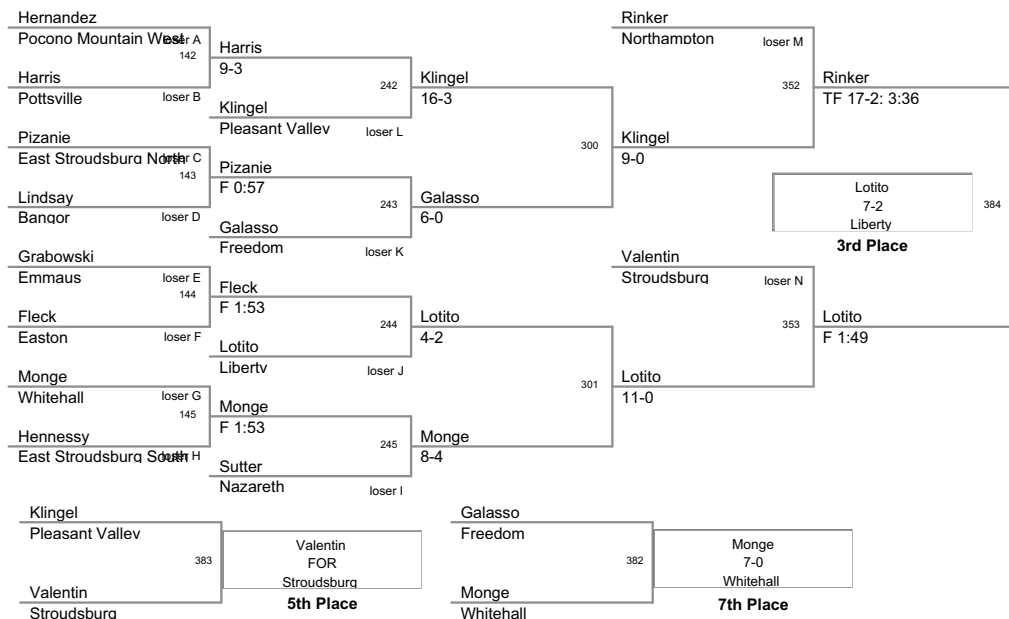 Hernandez
Pocono Mountain West
loser A
142
Harris
Pottsville
loser B
Pizanie
East Stroudsburg North
loser C
143
Lindsay
Bangor
loser D
Grabowski
Emmaus
loser E
144
Fleck
Easton
loser F
Monge
Whitehall
loser G
145
Hennessy
East Stroudsburg South
loser H
Harris
9-3
242
Klingel
Pleasant Valley
loser L
Pizanie
F 0:57
243
Galasso
Freedom
loser K
Fleck
F 1:53
244
Lotito
Liberty
loser J
Monge
F 1:53
245
Sutter
Nazareth
loser I
Klingel
16-3
300
Galasso
6-0
Lotito
4-2
301
Monge
8-4
Rinker
Northampton
loser M
352
Klingel
9-0
Valentin
Stroudsburg
loser N
353
Lotito
11-0
Rinker
TF 17-2: 3:36
Lotito
7-2
Liberty
384
3rd Place
Lotito
F 1:49
Klingel
Pleasant Valley
383
Valentin
Stroudsburg
Valentin
FOR
Stroudsburg
5th Place
Galasso
Freedom
382
Monge
Whitehall
Monge
7-0
Whitehall
7th Place